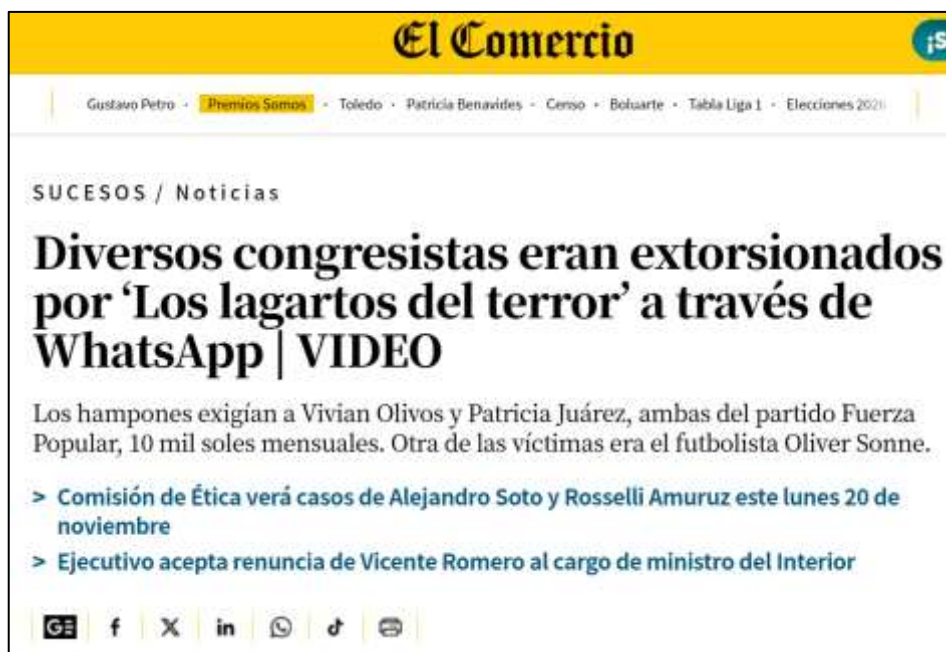 El Comercio
¡S
Gustavo Petro • Premios Somos • Toledo • Patricia Benavides • Censo • Boluarte • Tabla Liga 1 • Elecciones 2026
SUCESOS / Noticias
Diversos congresistas eran extorsionados
por ‘Los lagartos del terror’ a través de
WhatsApp | VIDEO
Los hampones exigían a Vivian Olivos y Patricia Juárez, ambas del partido Fuerza
Popular, 10 mil soles mensuales. Otra de las víctimas era el futbolista Oliver Sonne.
> Comisión de Ética verá casos de Alejandro Soto y Rosselli Amuruz este lunes 20 de
noviembre
> Ejecutivo acepta renuncia de Vicente Romero al cargo de ministro del Interior